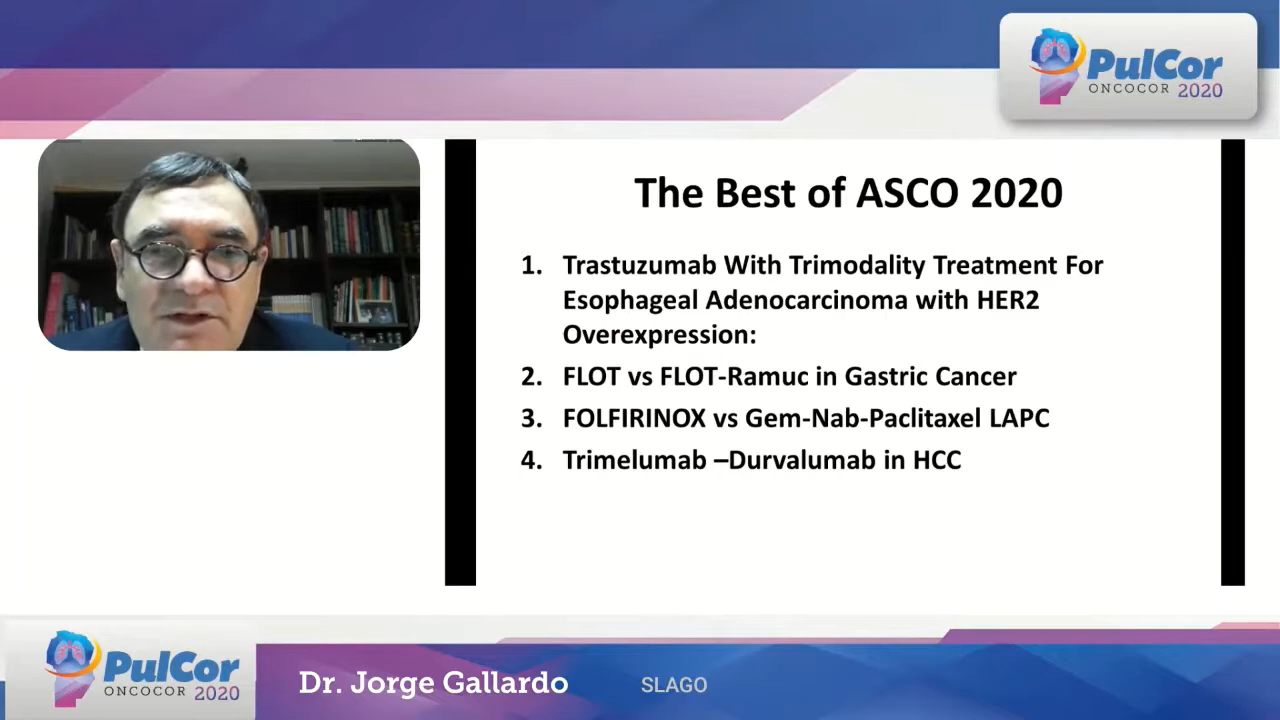 PulCor
ONCOCOR 2020
The Best of ASCO 2020
1. Trastuzumab With Trimodality Treatment For
Esophageal Adenocarcinoma with HER2
Overexpression:
2. FLOT vs FLOT-Ramuc in Gastric Cancer
3. FOLFIRINOX vs Gem-Nab-Paclitaxel LAPC
4. Trimelumab –Durvalumab in HCC
PulCor
ONCOCOR 2020
Dr. Jorge Gallardo
SLAGO